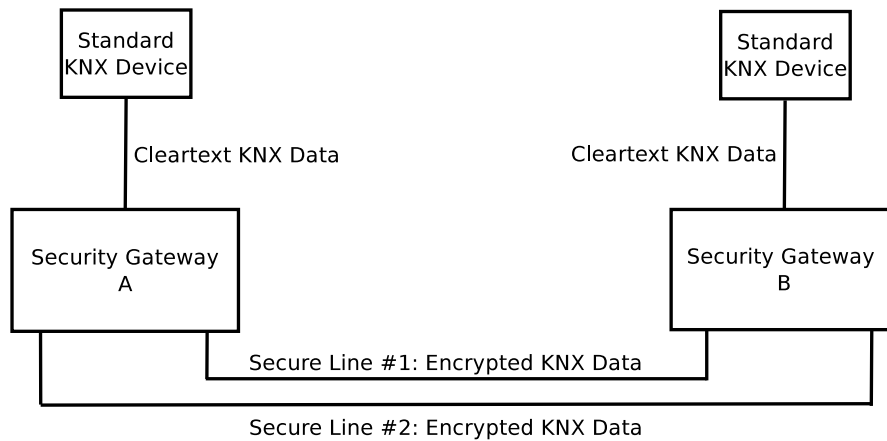 Standard
KNX Device
Standard
KNX Device
Cleartext KNX Data
Cleartext KNX Data
Security Gateway
A
Security Gateway
B
Secure Line #1: Encrypted KNX Data
Secure Line #2: Encrypted KNX Data